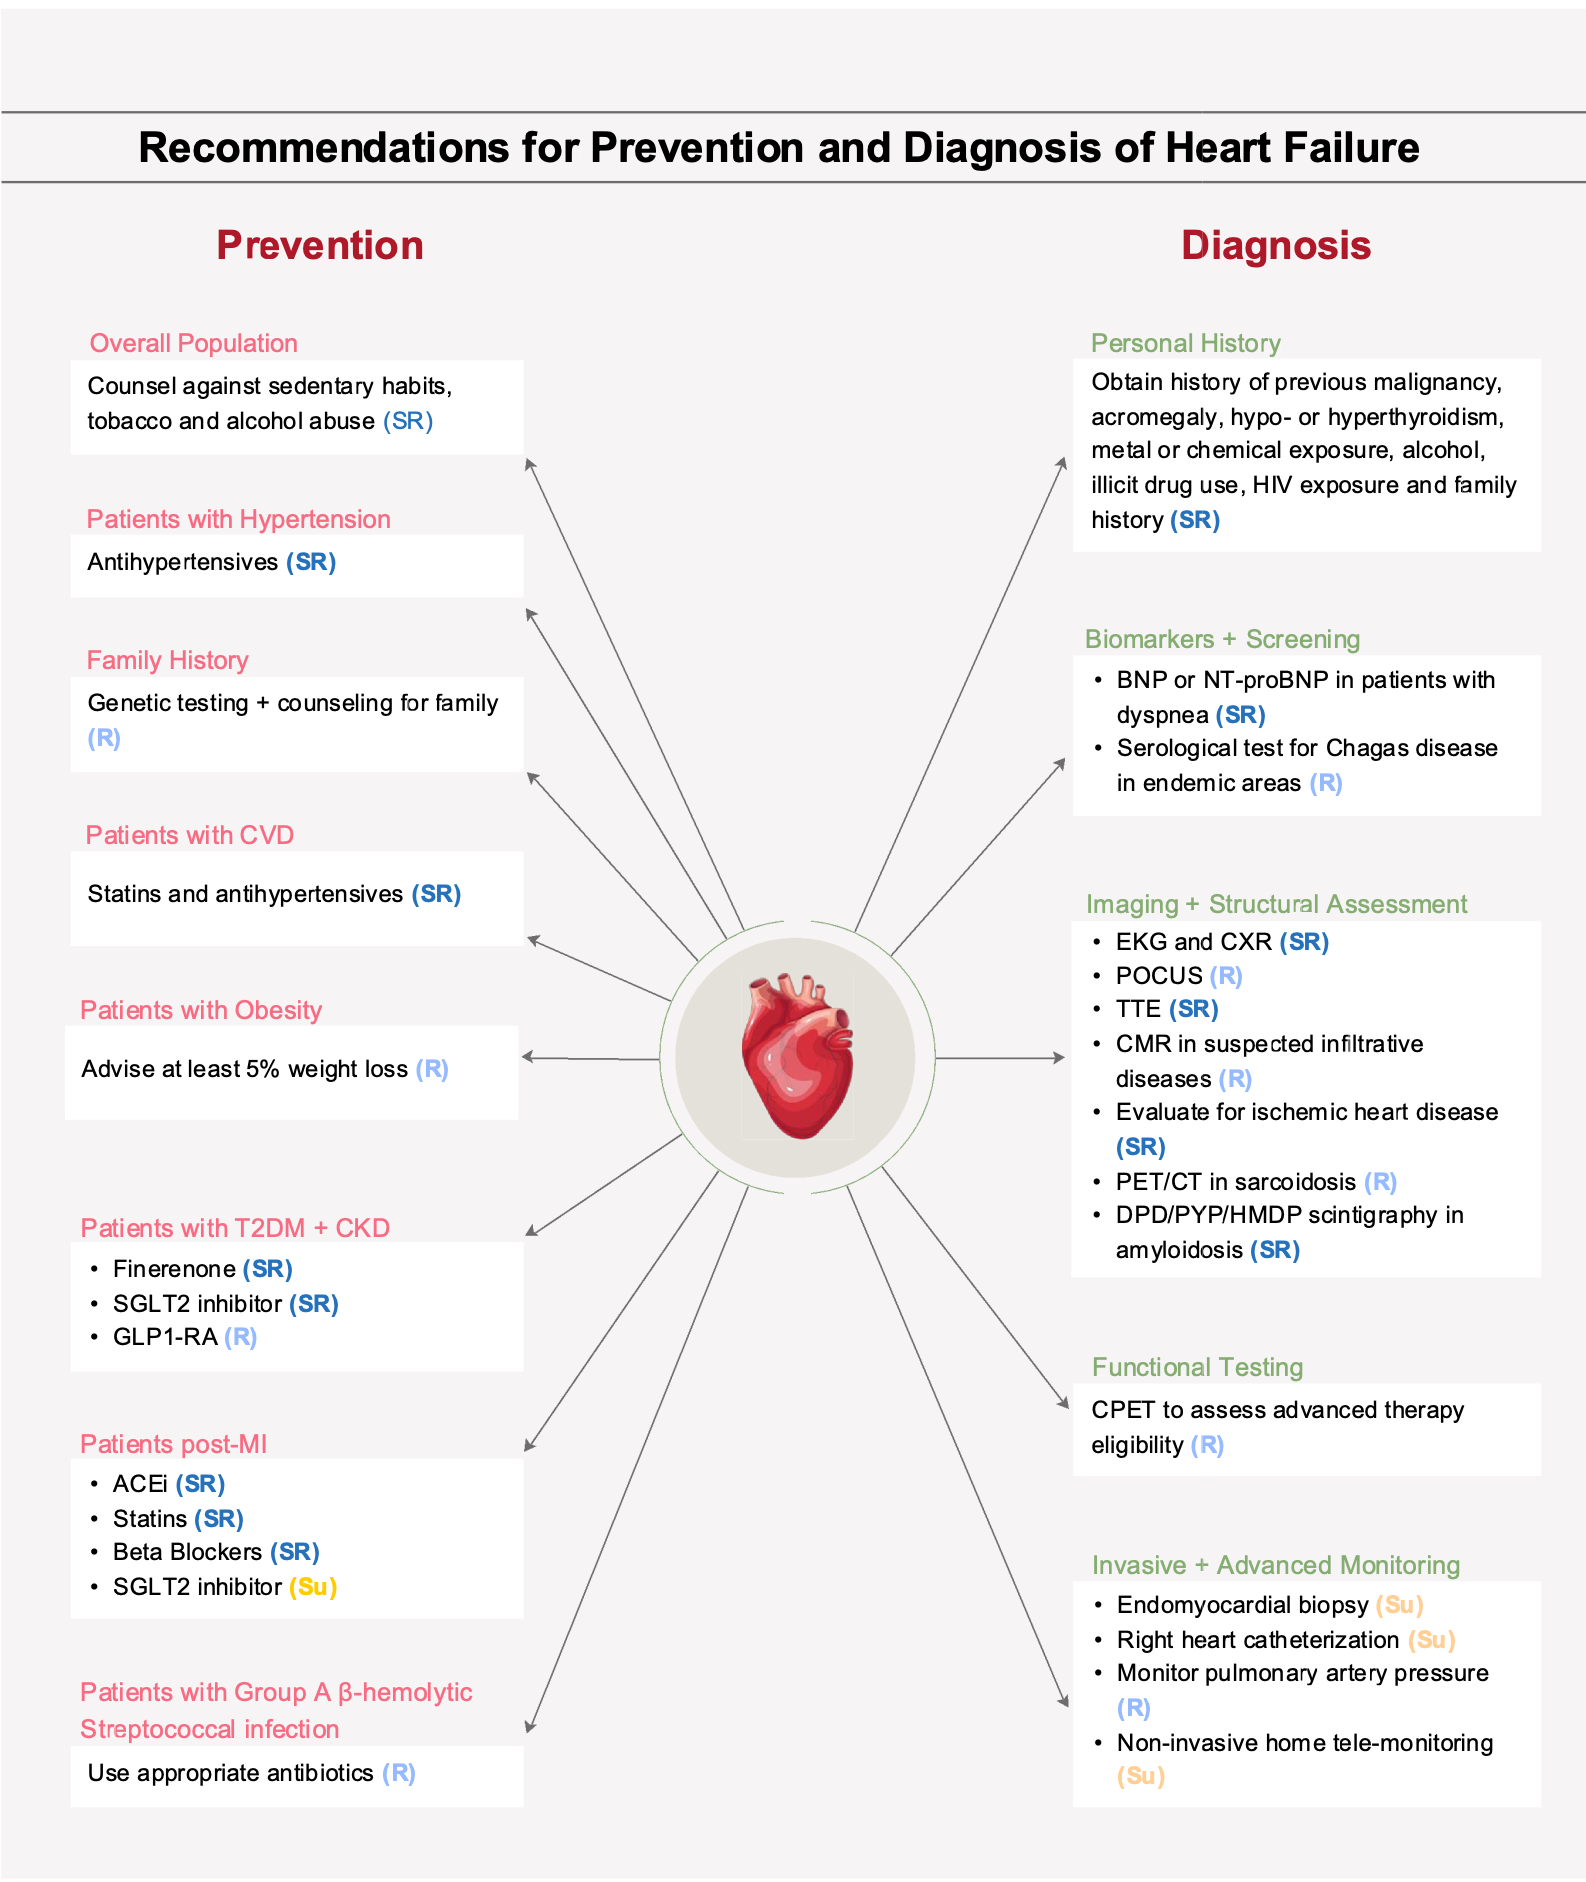 Recommendations for Prevention and Diagnosis of Heart Failure
Prevention
Overall Population
Counsel against sedentary habits,
tobacco and alcohol abuse (SR)
Patients with Hypertension
Antihypertensives (SR)
Family History
Genetic testing + counseling for family
(R)
Patients with CVD
Statins and antihypertensives (SR)
Patients with Obesity
Advise at least 5% weight loss (R)
Patients with T2DM + CKD
• Finerenone (SR)
• SGLT2 inhibitor (SR)
• GLP1-RA (R)
Patients post-MI
• ACEi (SR)
• Statins (SR)
• Beta Blockers (SR)
• SGLT2 inhibitor (Su)
Patients with Group A β-hemolytic
Streptococcal infection
Use appropriate antibiotics (R)
Diagnosis
Personal History
Obtain history of previous malignancy,
acromegaly, hypo- or hyperthyroidism,
metal or chemical exposure, alcohol,
illicit drug use, HIV exposure and family
history (SR)
Biomarkers + Screening
• BNP or NT-proBNP in patients with
dyspnea (SR)
• Serological test for Chagas disease
in endemic areas (R)
Imaging + Structural Assessment
• EKG and CXR (SR)
• POCUS (R)
• TTE (SR)
• CMR in suspected infiltrative
diseases (R)
• Evaluate for ischemic heart disease
(SR)
• PET/CT in sarcoidosis (R)
• DPD/PYP/HMDP scintigraphy in
amyloidosis (SR)
Functional Testing
CPET to assess advanced therapy
eligibility (R)
Invasive + Advanced Monitoring
• Endomyocardial biopsy (Su)
• Right heart catheterization (Su)
• Monitor pulmonary artery pressure
(R)
• Non-invasive home tele-monitoring
(Su)